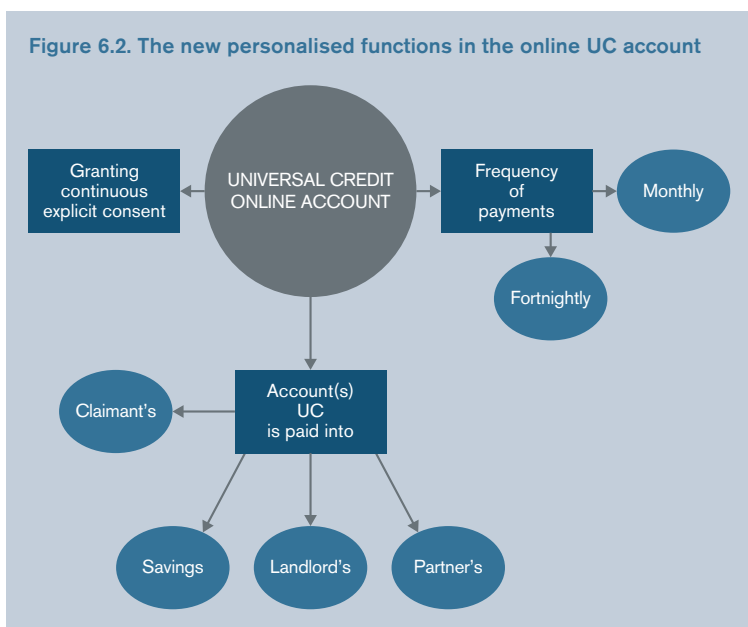 Figure 6.2. The new personalised functions in the online UC account
Granting
continuous
explicit consent
UNIVERSAL CREDIT
ONLINE ACCOUNT
Frequency
of
payments
Monthly
Fortnightly
Account(s)
UC
is paid into
Claimant's
Savings
Landlord's
Partner's